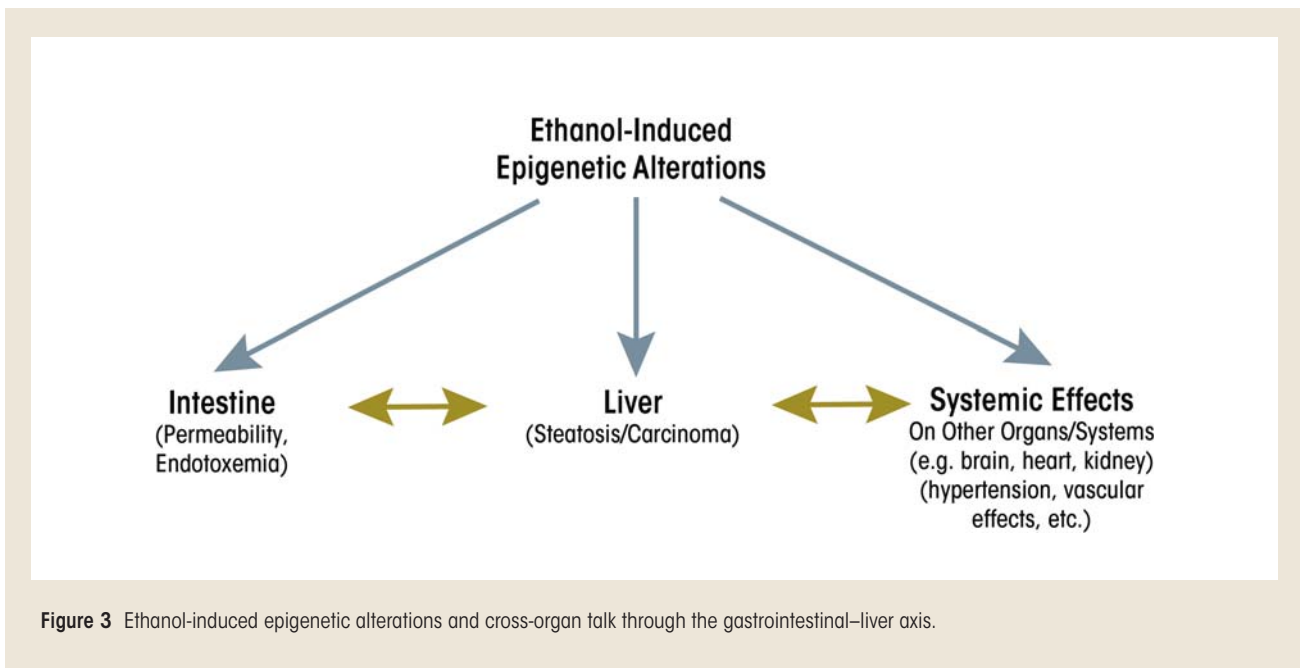 Ethanol-Induced
Epigenetic Alterations
Intestine
(Permeability,
Endotoxemia)
Liver
(Steatosis/Carcinoma)
Systemic Effects
On Other Organs/Systems
(e.g. brain, heart, kidney)
(hypertension, vascular
effects, etc.)
Figure 3 Ethanol-induced epigenetic alterations and cross-organ talk through the gastrointestinal–liver axis.